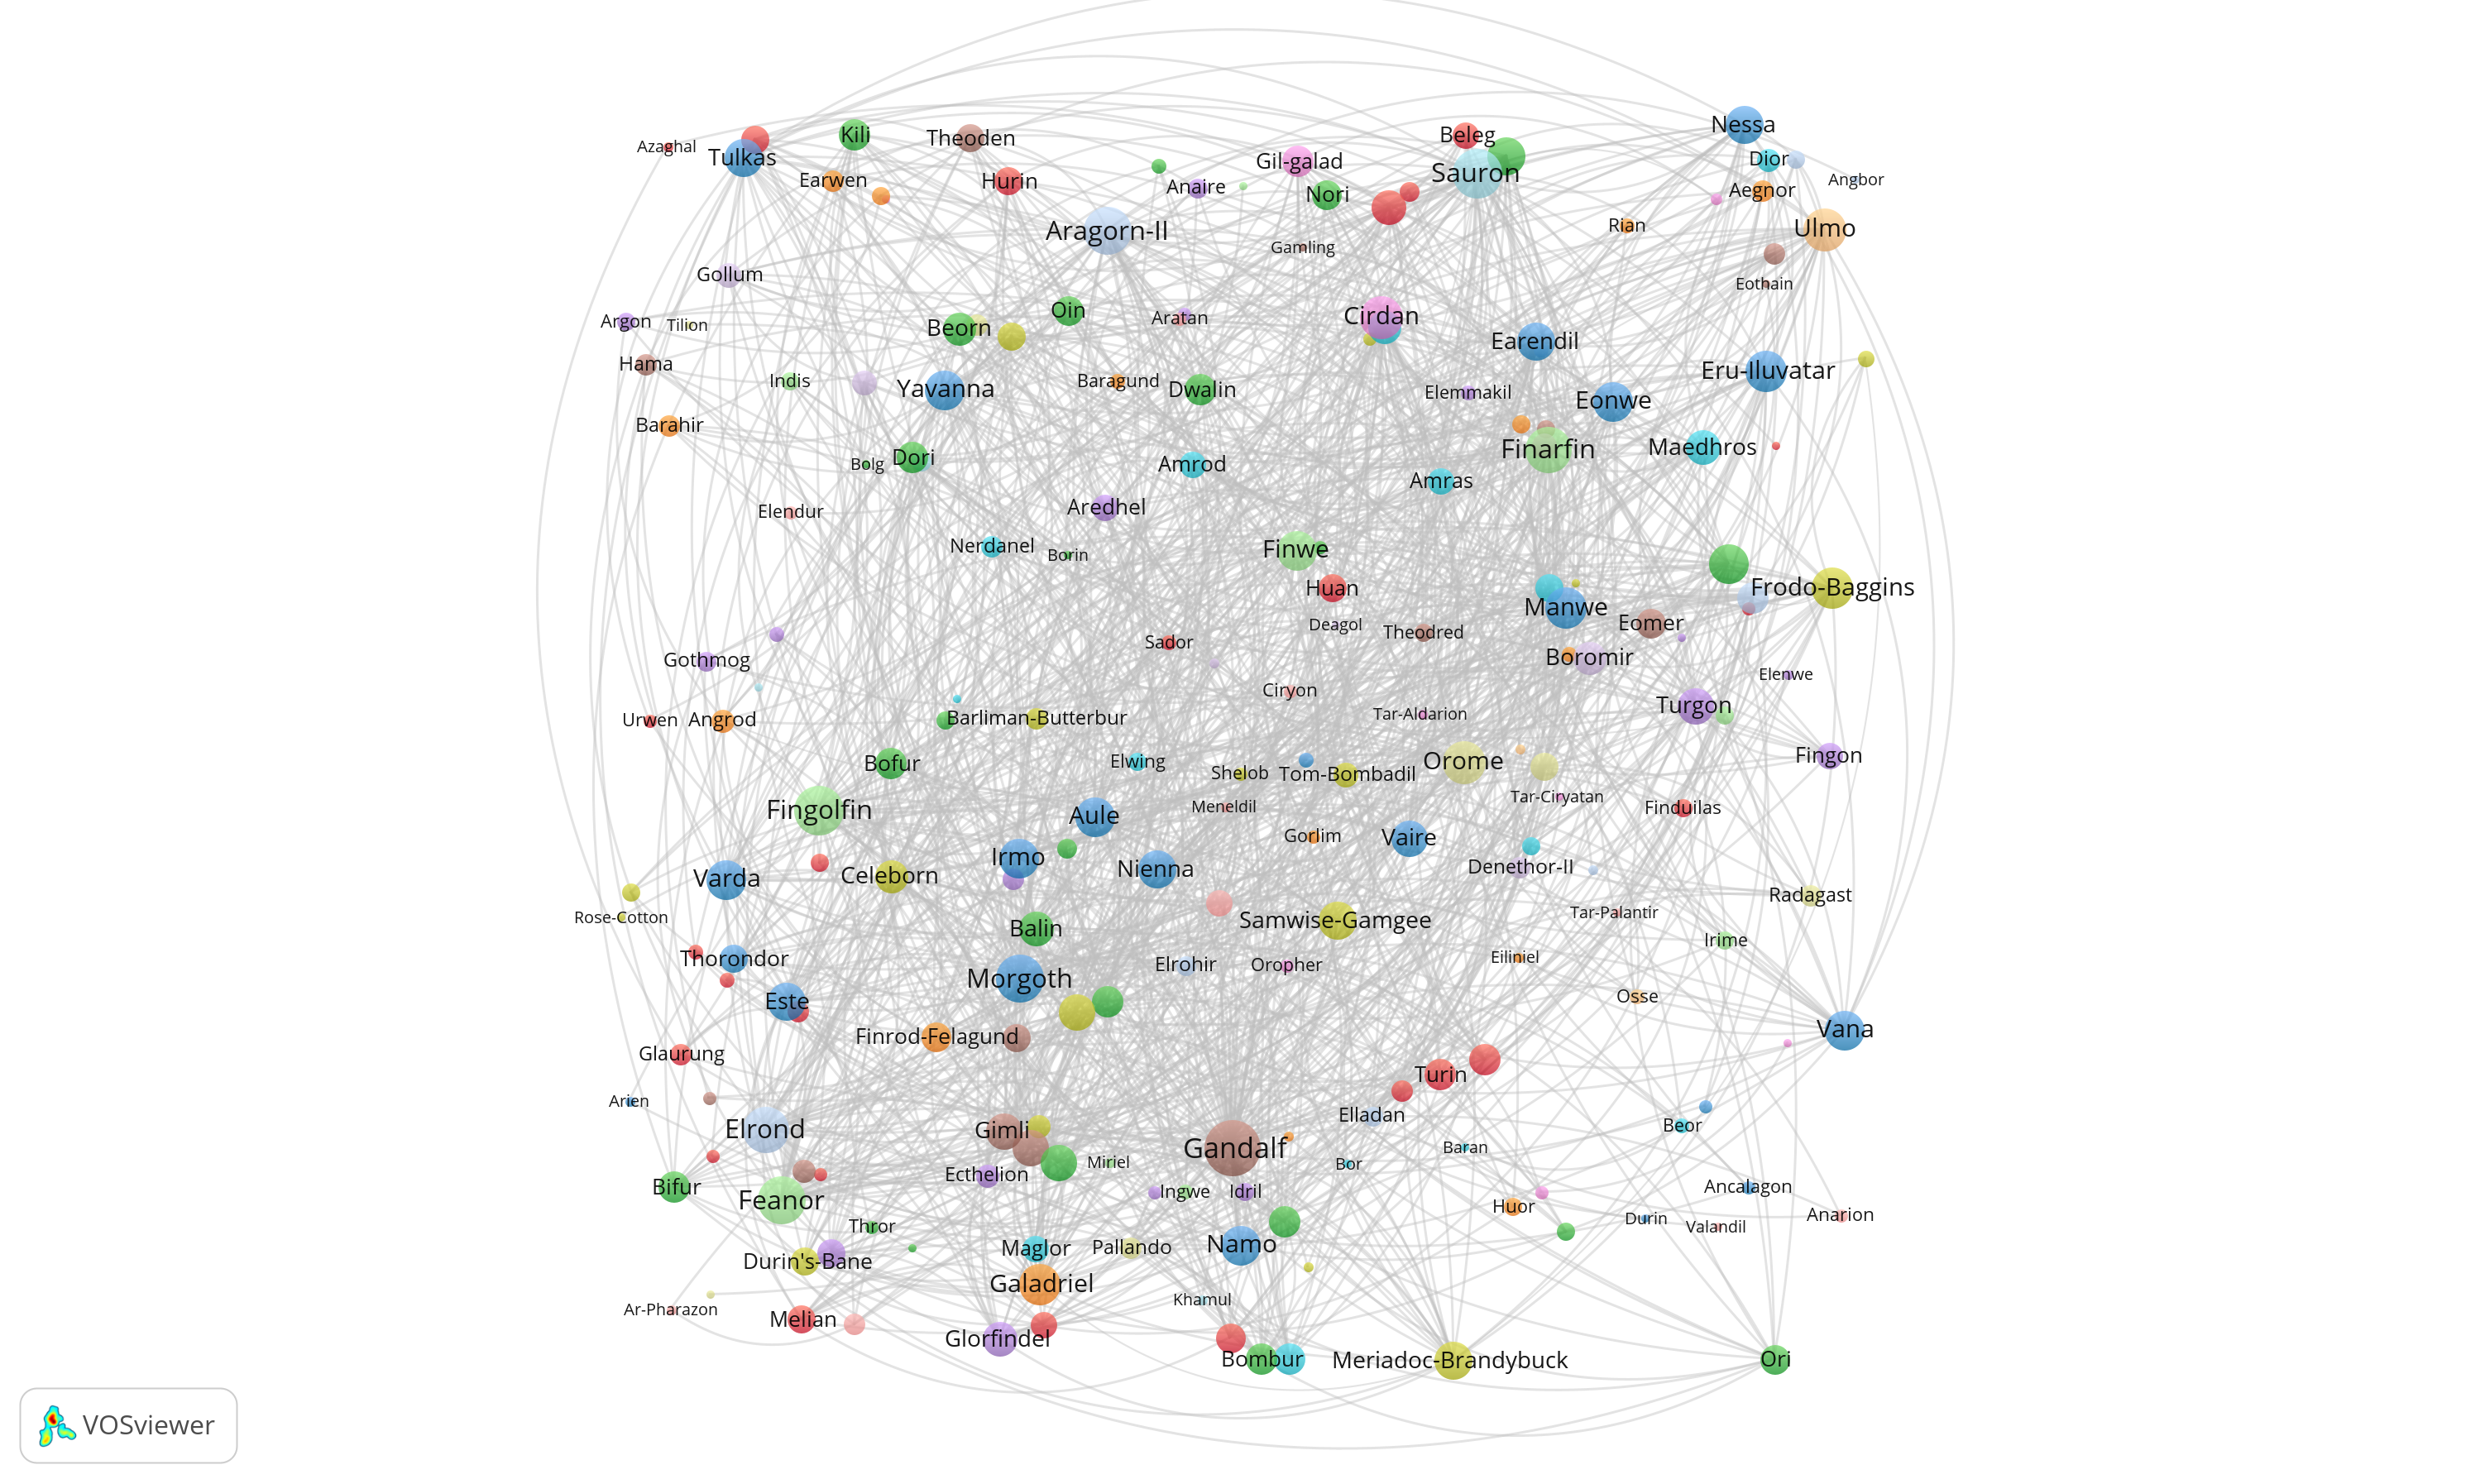 Nessa
Kili
Beleg
Theoden
Azaghal
Tulkas
Dior
Gil-galad
Sauron
Earwen
Hurin
Angbor
Anaire
Aegnor
Nori
Rian
Ulmo
Aragorn-II
Gamling
Gollum
Eothain
Oin
Cirdan
Aratan
Argon
Tilion
Beorn
Earendil
Hama
Eru-Iluvatar
Indis
Baragund
Yavanna
Dwalin
Elemmakil
Eonwe
Barahir
Maedhros
Finarfin
Dori
Bolg
Amrod
Amras
Aredhel
Elendur
Nerdanel
Finwe
Borin
Huan
Frodo-Baggins
Manwe
Deagol
Eomer
Theodred
Sador
Boromir
Gothmog
Elenwe
Ciryon
Turgon
Tar-Aldarion
Barliman-Butterbur
Urwen
Angrod
Fingon
Elwing
Orome
Bofur
Shelob
Tom-Bombadil
Tar-Ciryatan
Meneldil
Finduilas
Fingolfin
Aule
Gorlim
Vaire
Irmo
Denethor-II
Nienna
Celeborn
Varda
Radagast
Tar-Palantir
Rose-Cotton
Samwise-Gamgee
Balin
Irime
Eiliniel
Thorondor
Elrohir
Oropher
Morgoth
Osse
Este
Vana
Finrod-Felagund
Glaurung
Turin
Arien
Elladan
Beor
Elrond
Gimli
Gandalf
Baran
Miriel
Bor
Ecthelion
Bifur
Ancalagon
Ingwe
Idril
Feanor
Huor
Anarion
Durin
Thror
Valandil
Namo
Maglor
Pallando
Durin's-Bane
Galadriel
Khamul
Ar-Pharazon
Melian
Glorfindel
Bombur
Meriadoc-Brandybuck
Ori
VOSviewer